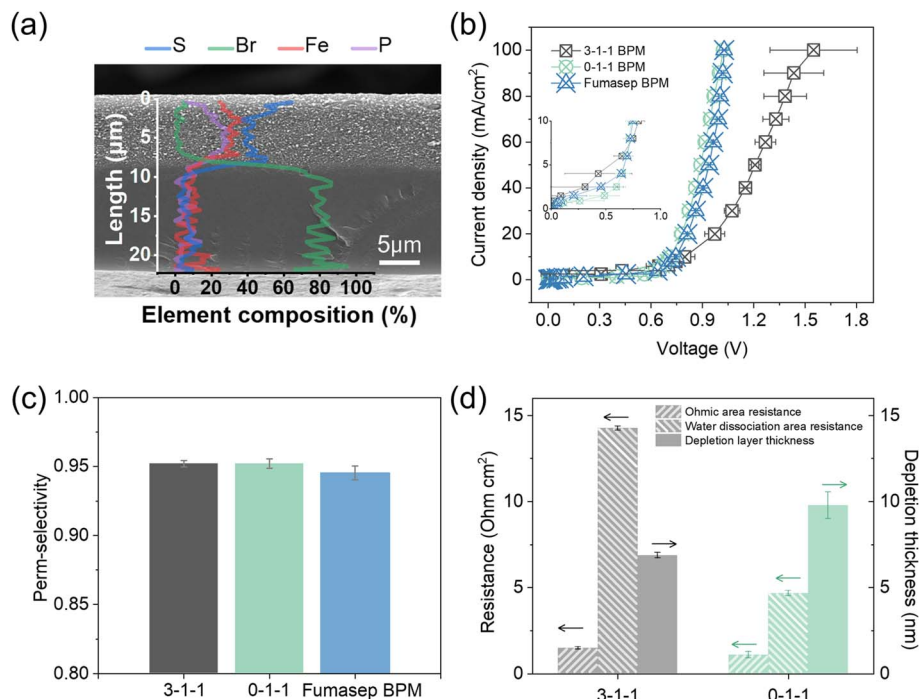 (a)
S Br Fe P
Length (μm)
0
5
10
15
20
5μm
0 20 40 60 80 100
Element composition (%)
(b)
Current density (mA/cm²)
100
80
60
40
20
0
3-1-1 BPM
0-1-1 BPM
Fumasep BPM
10
5
0
0.0 0.5 1.0
0.0 0.3 0.6 0.9 1.2 1.5 1.8
Voltage (V)
(c)
Perm-selectivity
1.00
0.95
0.90
0.85
0.80
3-1-1 0-1-1 Fumasep BPM
(d)
Resistance (Ohm cm²)
15
10
5
0
Ohmic area resistance
Water dissociation area resistance
Depletion layer thickness
15
10
5
0
Depletion thickness (nm)
3-1-1 0-1-1